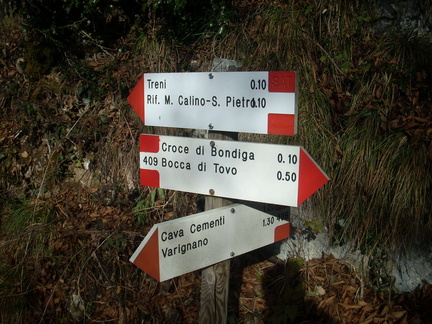 Treni 0.10
Rif. M. Calino-S. Pietro 1.10
Croce di Bondiga 0.10
409 Bocca di Tovo 0.50
Cava Cementi 1.30
Varignano